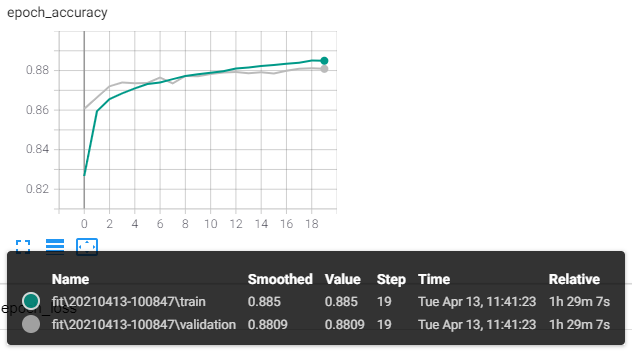 epoch_accuracy
0.88
0.86
0.84
0.82
0 2 4 6 8 10 12 14 16 18
Name Smoothed Value Step Time Relative
fit\20210413-100847\train 0.885 0.885 19 Tue Apr 13, 11:41:23 1h 29m 7s
epoch_loss
fit\20210413-100847\validation 0.8809 0.8809 19 Tue Apr 13, 11:41:23 1h 29m 7s